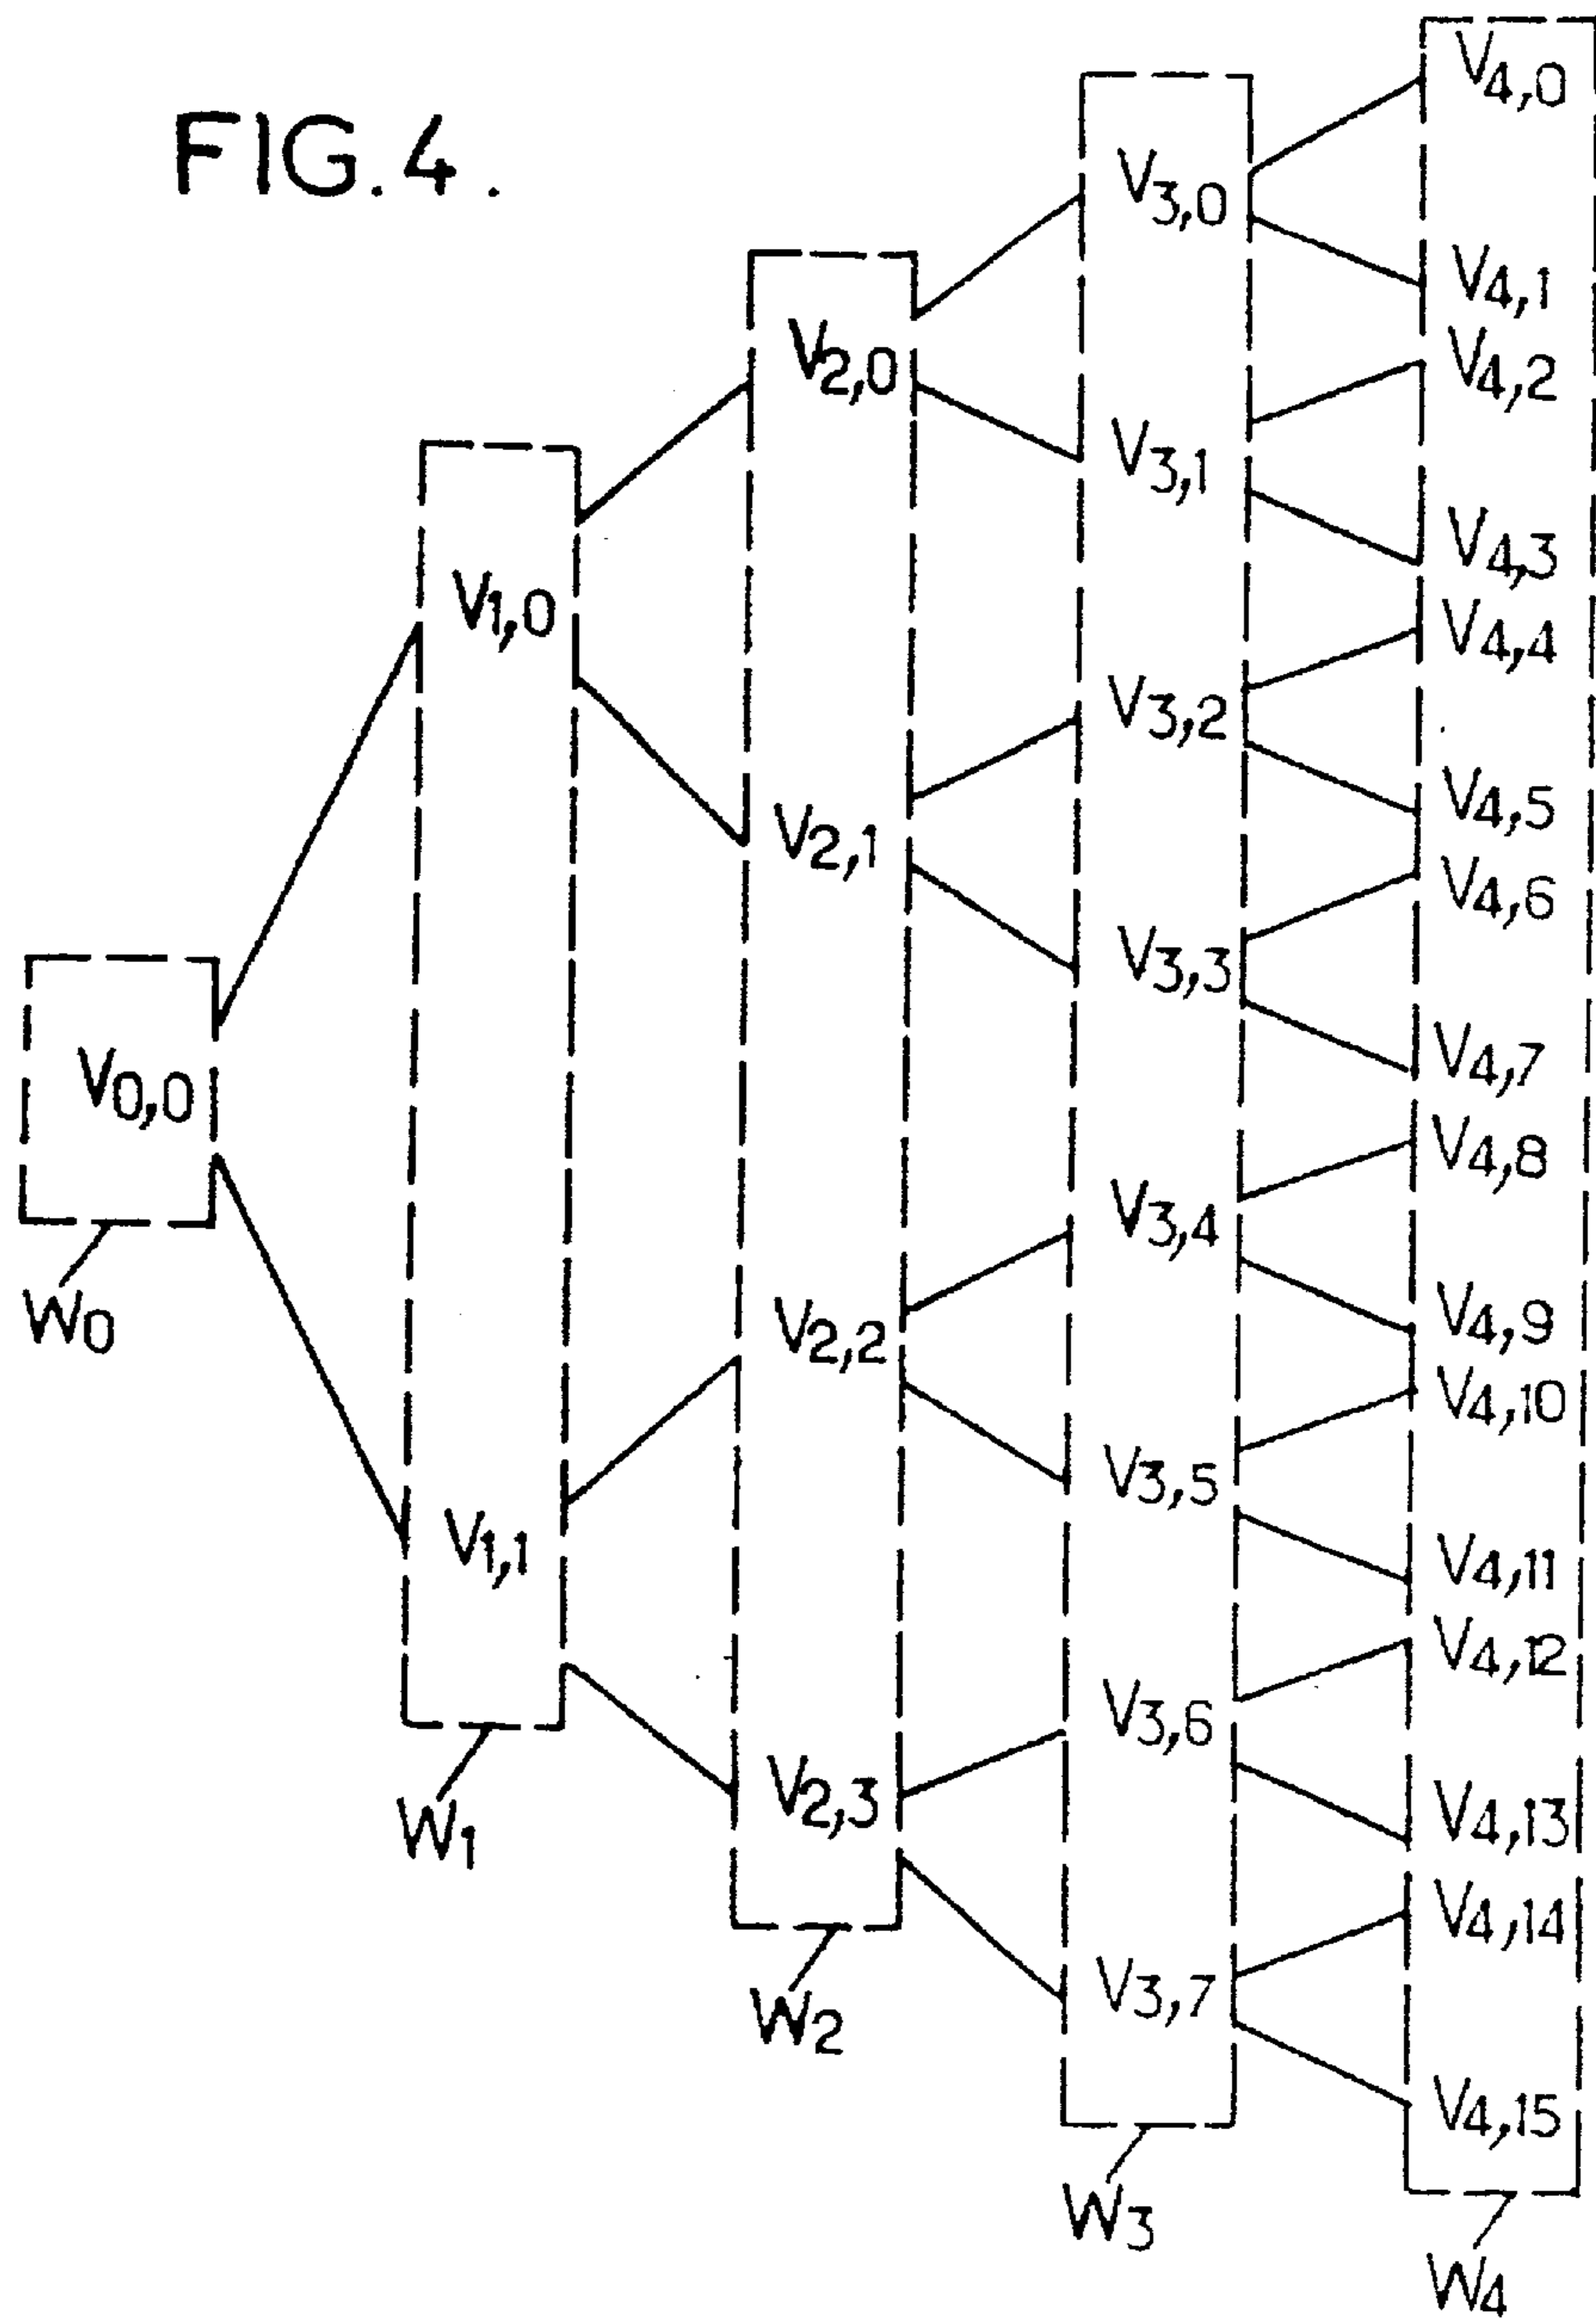 FIG. 4.
V0,0
W0
V1,0
V1,1
W1
V2,0
V2,1
V2,2
V2,3
W2
V3,0
V3,1
V3,2
V3,3
V3,4
V3,5
V3,6
V3,7
W3
V4,0
V4,1
V4,2
V4,3
V4,4
V4,5
V4,6
V4,7
V4,8
V4,9
V4,10
V4,11
V4,12
V4,13
V4,14
V4,15
W4